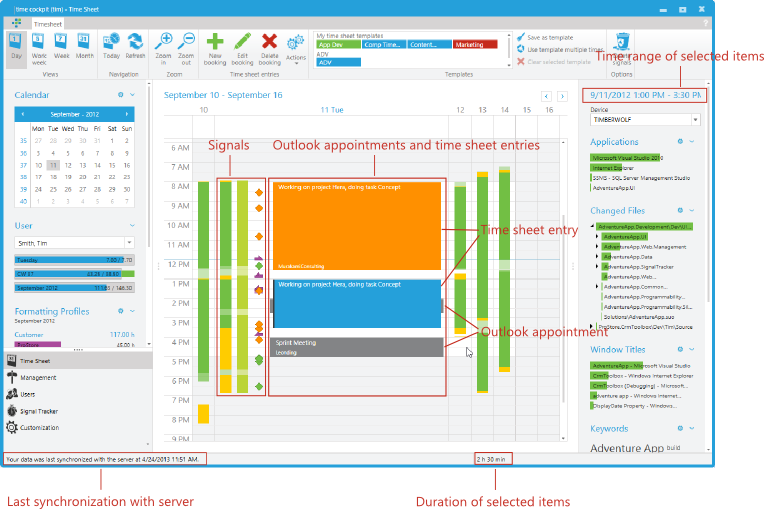 time cockpit (tim) - Time Sheet
Timesheet
Day
Work week
Week
Month
Today
Refresh
Zoom in
Zoom out
New booking
Edit booking
Delete booking
Actions
My time sheet templates
App Dev
Comp Time...
Content...
Marketing
ADV
ADV
Save as template
Use template multiple times
Clear selected template
signals
Views
Navigation
Zoom
Time sheet entries
Templates
Options
Time range of selected items
Calendar
September - 2012
Mon Tue Wed Thu Fri Sat Sun
35 27 28 29 30 31 1 2
36 3 4 5 6 7 8 9
37 10 11 12 13 14 15 16
38 17 18 19 20 21 22 23
39 24 25 26 27 28 29 30
40 1 2 3 4 5 6 7
User
Smith, Tim
Tuesday 7.00 / 7.70
CW 37
September 2012 / 146.30
Formatting Profiles
September 2012
Customer 117.00 h
45.00 h
Time Sheet
Management
Users
Signal Tracker
Customization
September 10 - September 16
10
11 Tue
12
13
14
15
16
Signals
Outlook appointments and time sheet entries
6 AM
7 AM
8 AM
9 AM
10 AM
11 AM
12 PM
1 PM
2 PM
3 PM
4 PM
5 PM
6 PM
7 PM
8 PM
9 PM
Working on project Hera, doing task Concept
Time sheet entry
Working on project Hera, doing task Concept
Outlook appointment
Sprint Meeting
Leonding
9/11/2012 1:00 PM - 3:30 PM
Device
TIMBERWOLF
Applications
Microsoft Visual Studio 2010
Internet Explorer
SSMS - SQL Server Management Studio
AdventureApp.UI
Changed Files
AdventureApp.Development.Dev\UI...
AdventureApp.UI
AdventureApp.Web.Management
AdventureApp.Data
AdventureApp.SignalTracker
AdventureApp.Web...
AdventureApp.Common...
AdventureApp.Programmability...
AdventureApp.Programmability.Sil...
Solutions\AdventureApp.suo
ProStore.CrmToolbox\Dev\Tim\Source
Window Titles
AdventureApp - Microsoft Visual Studio
CrmToolbox - Windows Internet Explorer
CrmToolbox (Debugging) - Microsoft...
adventure app - Windows Internet...
DisplayDate Property - Windows...
Keywords
Adventure App build
Your data was last synchronized with the server at 4/24/2013 11:51 AM.
2 h 30 min
Last synchronization with server
Duration of selected items